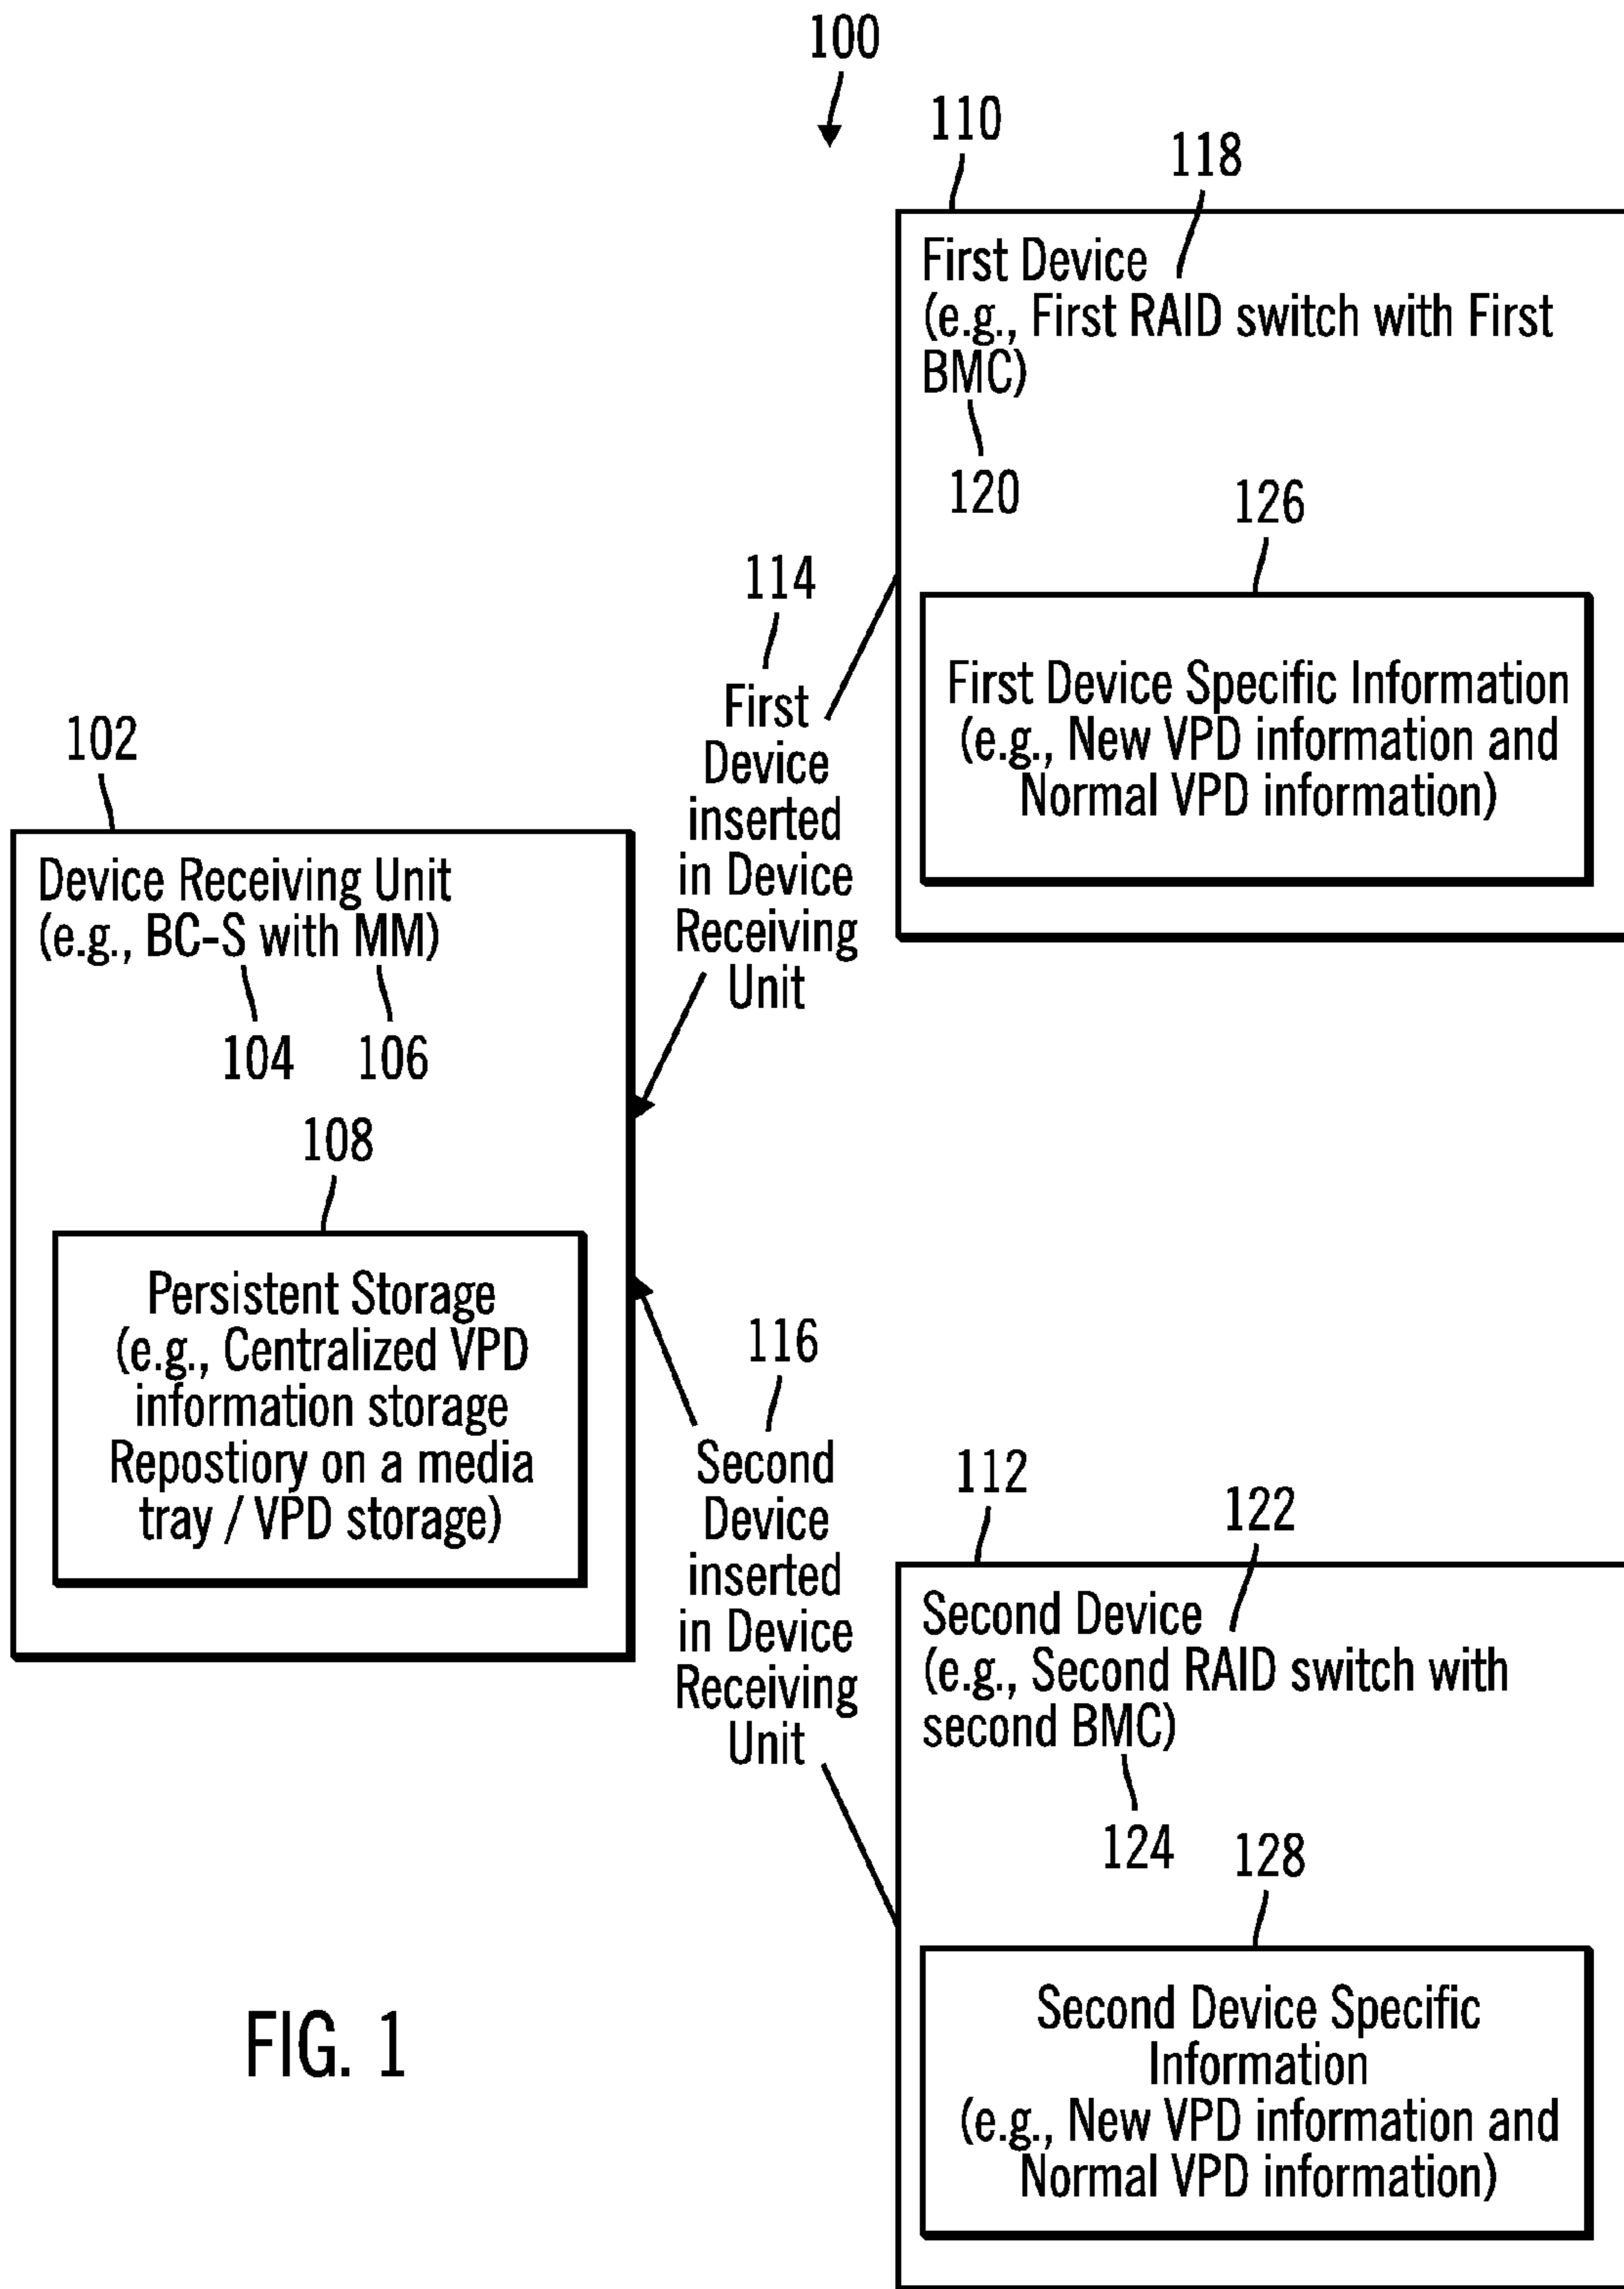 100
110
118
First Device
(e.g., First RAID switch with First
BMC)
120
126
First Device Specific Information
(e.g., New VPD information and
Normal VPD information)
114
First
Device
inserted
in Device
Receiving
Unit
102
Device Receiving Unit
(e.g., BC-S with MM)
104
106
108
Persistent Storage
(e.g., Centralized VPD
information storage
Repostiory on a media
tray / VPD storage)
116
Second
Device
inserted
in Device
Receiving
Unit
112
122
Second Device
(e.g., Second RAID switch with
second BMC)
124
128
Second Device Specific
Information
(e.g., New VPD information and
Normal VPD information)
FIG. 1